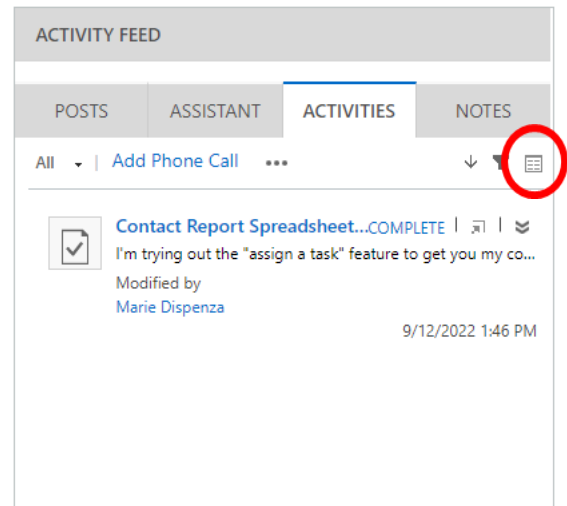 ACTIVITY FEED
POSTS ASSISTANT ACTIVITIES NOTES
All | Add Phone Call •••
Contact Report Spreadsheet...COMPLETE
I'm trying out the "assign a task" feature to get you my co...
Modified by
Marie Dispenza
9/12/2022 1:46 PM